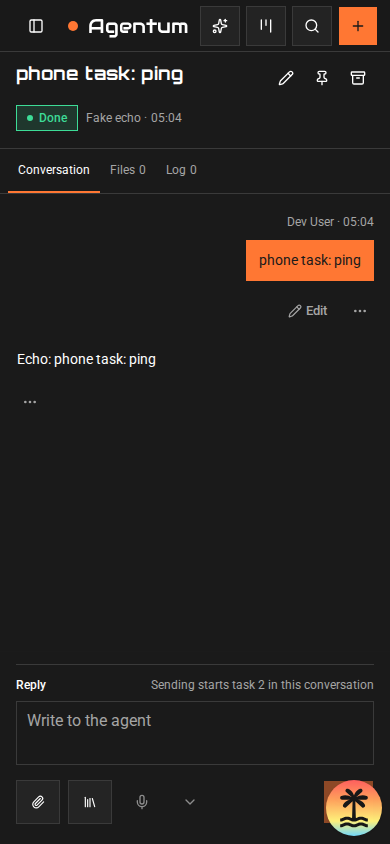 Agentum
phone task: ping
Done
Fake echo · 05:04
Conversation
Files 0
Log 0
Dev User · 05:04
phone task: ping
Edit
Echo: phone task: ping
Reply
Sending starts task 2 in this conversation
Write to the agent